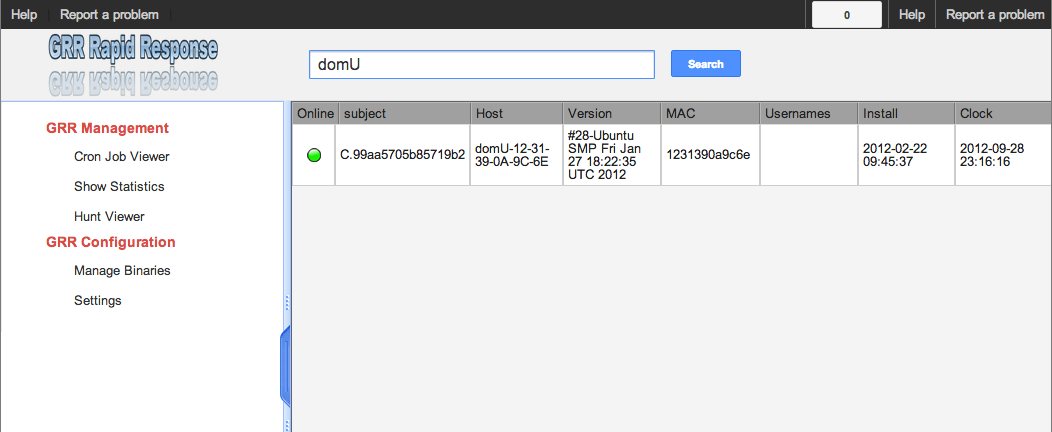 Help Report a problem 0 Help Report a problem
GRR Rapid Response
domU Search
GRR Management
Cron Job Viewer
Show Statistics
Hunt Viewer
GRR Configuration
Manage Binaries
Settings
Online subject Host Version MAC Usernames Install Clock
C.99aa5705b85719b2
domU-12-31-
39-0A-9C-6E
#28-Ubuntu
SMP Fri Jan
27 18:22:35
UTC 2012
1231390a9c6e
2012-02-22
09:45:37
2012-09-28
23:16:16